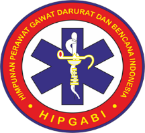 HIMPUNAN PERAWAT GAWAT DARURAT DAN BENCANA INDONESIA
• HIPGABI •